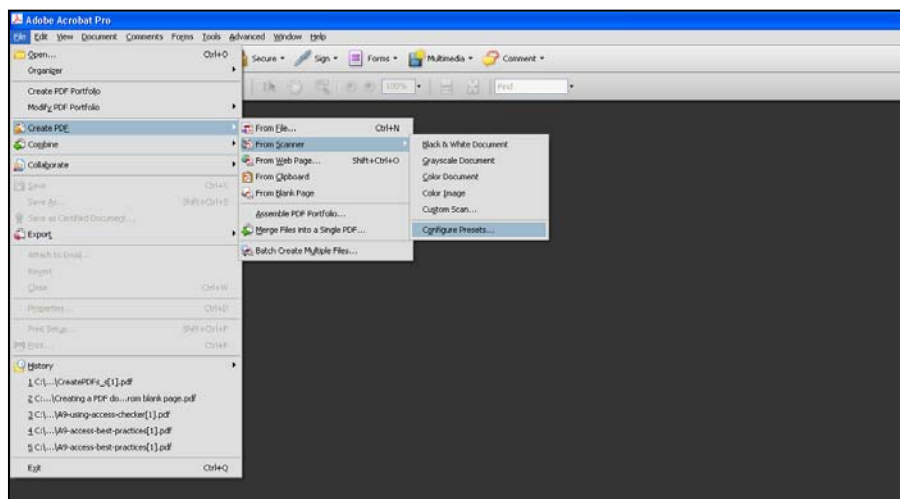 Adobe Acrobat Pro
File Edit View Document Comments Forms Tools Advanced Window Help
Secure Sign Forms Multimedia Comment
100% Find
Open... Ctrl+O
Organizer
Create PDF Portfolio
Modify PDF Portfolio
Create PDF
Combine
Collaborate
Save Ctrl+S
Save As... Shift+Ctrl+S
Save as Certified Document...
Export
Attach to Email...
Revert
Close Ctrl+W
Properties... Ctrl+D
Print Setup... Shift+Ctrl+P
Print... Ctrl+P
History
1 C:\...\CreatePDFs_s[1].pdf
2 C:\...\Creating a PDF do...rom blank page.pdf
3 C:\...\A9-using-access-checker[1].pdf
4 C:\...\A9-access-best-practices[1].pdf
5 C:\...\A9-access-best-practices[1].pdf
Exit Ctrl+Q
From File... Ctrl+N
From Scanner
From Web Page... Shift+Ctrl+O
From Clipboard
From Blank Page
Assemble PDF Portfolio...
Merge Files into a Single PDF...
Batch Create Multiple Files...
Black & White Document
Grayscale Document
Color Document
Color Image
Custom Scan...
Configure Presets...